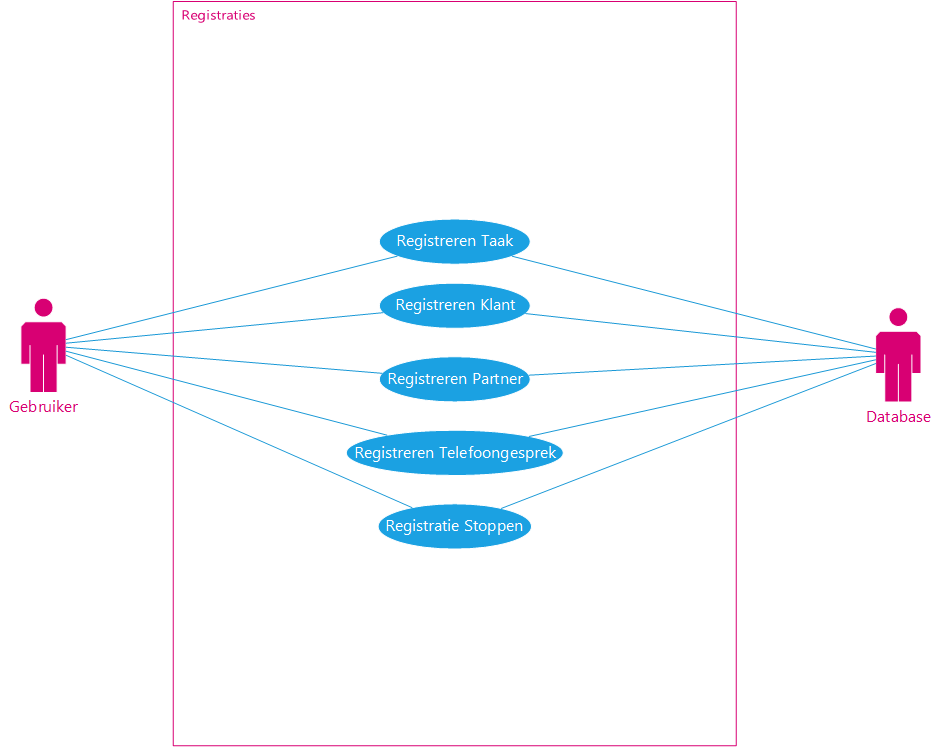 Registraties
Registreren Taak
Registreren Klant
Registreren Partner
Gebruiker
Database
Registreren Telefoongesprek
Registratie Stoppen